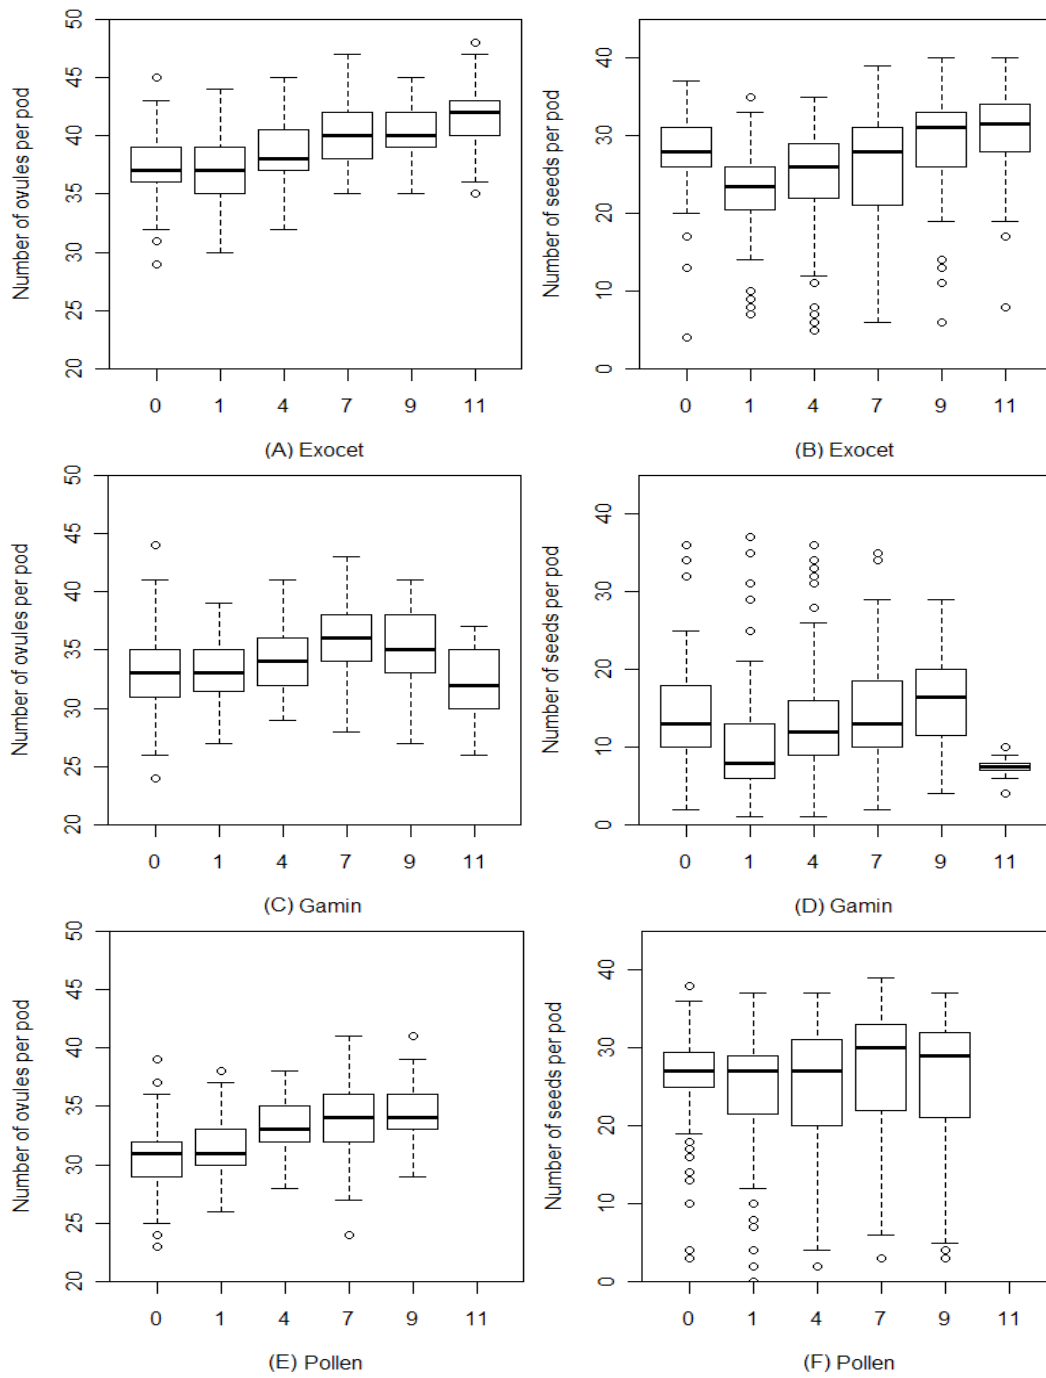 Number of ovules per pod
50
45
40
35
30
25
20
0 1 4 7 9 11
(A) Exocet
Number of seeds per pod
40
30
20
10
0
0 1 4 7 9 11
(B) Exocet
Number of ovules per pod
50
45
40
35
30
25
20
0 1 4 7 9 11
(C) Gamin
Number of seeds per pod
40
30
20
10
0
0 1 4 7 9 11
(D) Gamin
Number of ovules per pod
50
45
40
35
30
25
20
0 1 4 7 9 11
(E) Pollen
Number of seeds per pod
40
30
20
10
0
0 1 4 7 9 11
(F) Pollen